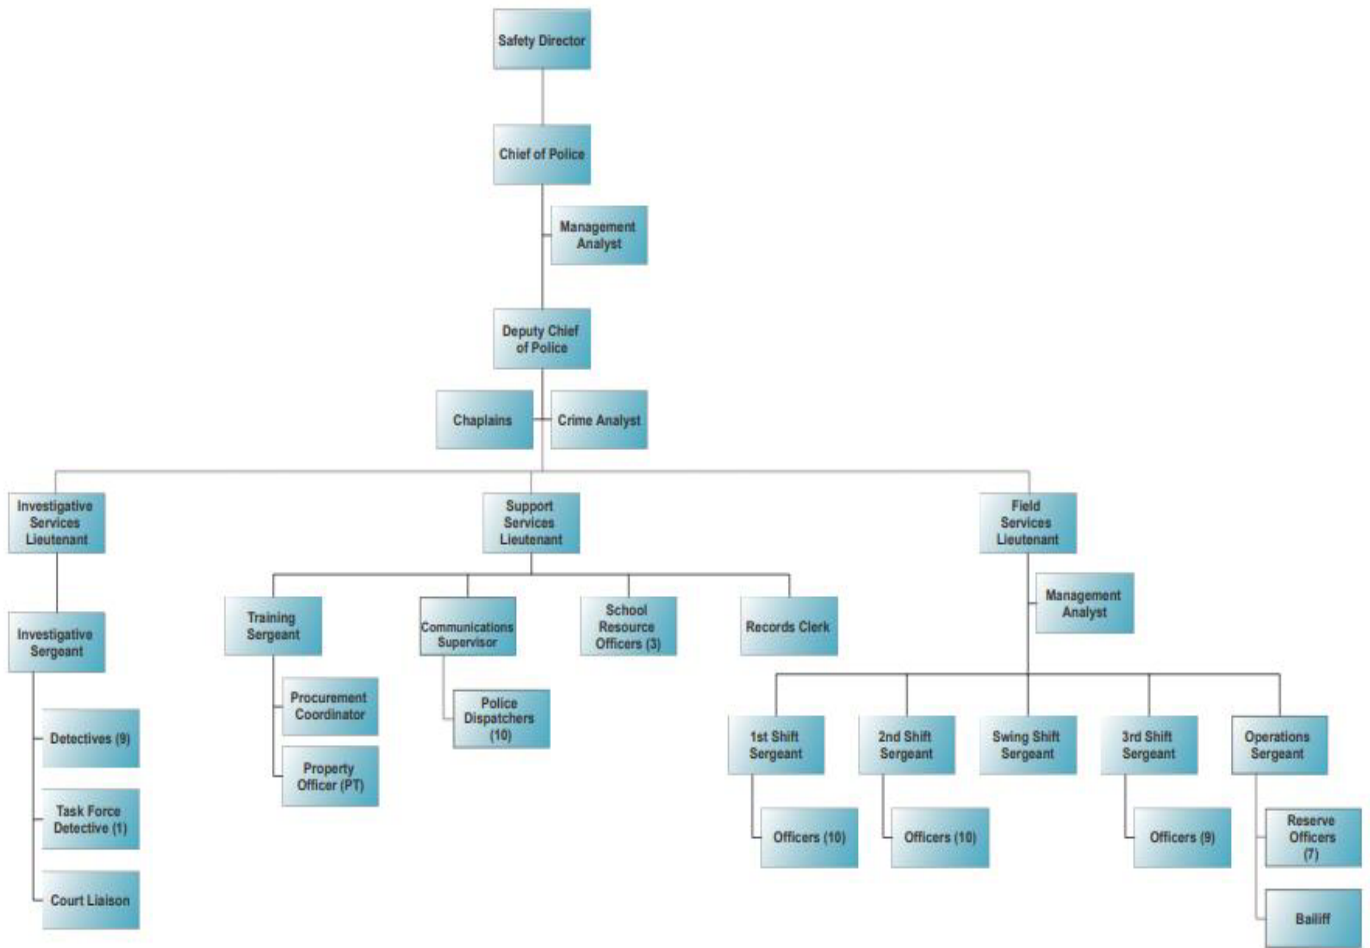 Safety Director
Chief of Police
Management
Analyst
Deputy Chief
of Police
Chaplains
Crime Analyst
Investigative
Services
Lieutenant
Support
Services
Lieutenant
Field
Services
Lieutenant
Management
Analyst
Investigative
Sergeant
Training
Sergeant
Communications
Supervisor
School
Resource
Officers (3)
Records Clerk
Procurement
Coordinator
Police
Dispatchers
(10)
Property
Officer (PT)
Detectives (9)
Task Force
Detective (1)
Court Liaison
1st Shift
Sergeant
2nd Shift
Sergeant
Swing Shift
Sergeant
3rd Shift
Sergeant
Operations
Sergeant
Officers (10)
Officers (10)
Officers (9)
Reserve
Officers
(7)
Bailiff